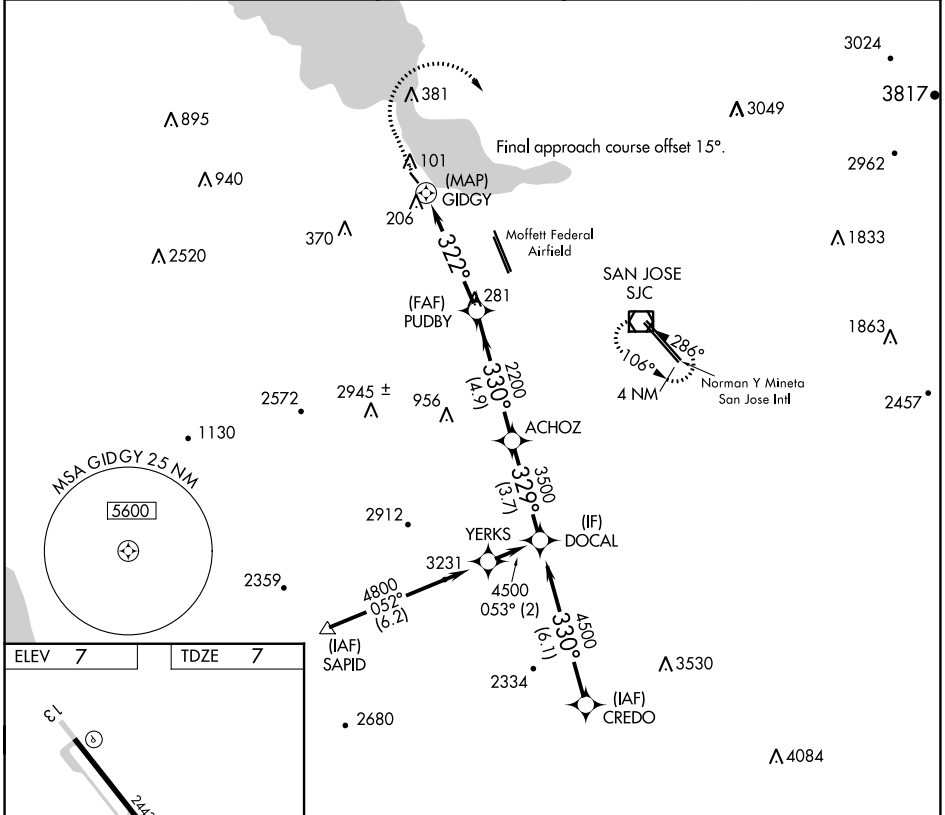 3024
3817
381
3049
895
Final approach course offset 15°.
2962
101
940
(MAP)
GIDGY
206
370
Moffett Federal
Airfield
1833
2520
322°
SAN JOSE
SJC
281
(FAF)
PUDBY
286°
1863
106°
4 NM
Norman Y Mineta
San Jose Intl
2200
330°
(4.9)
2572
2945 ±
956
2457
1130
ACHOZ
MSA GIDGY 25 NM
5600
3500
329°
(3.7)
2912
YERKS
(IF)
DOCAL
3231
2359
4800
052°
(6.2)
4500
053° (2)
4500
330°
(6.1)
(IAF)
SAPID
ELEV 7
TDZE 7
2334
3530
(IAF)
CREDO
2680
13
P
4084